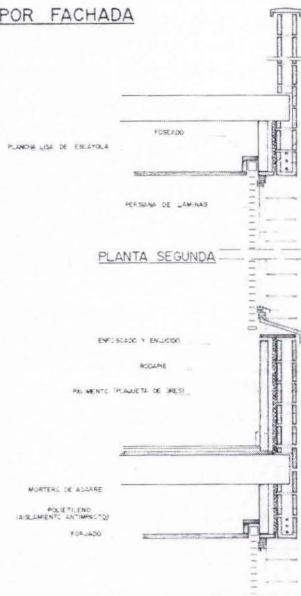 POR FACHADA
FOSEADO
PLANCHA LISA DE ESCAYOLA
PERSIANA DE LAMINAS
PLANTA SEGUNDA
ENFOSCADO Y ENLUCIDO
RODAPIE
PAVIMENTO (PLAQUETA DE GRES)
MORTERO DE AGARRE
POLIETILENO
(AISLAMIENTO ANTIIMPACTO)
FORJADO